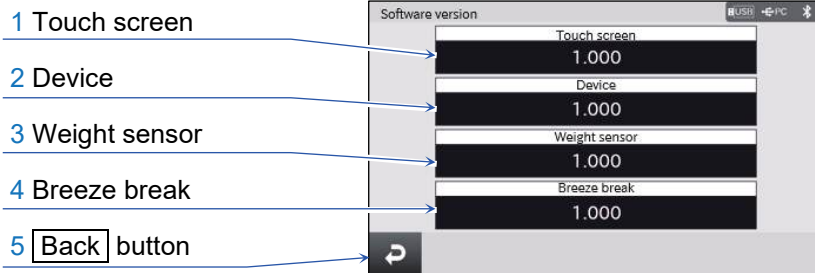 1 Touch screen
2 Device
3 Weight sensor
4 Breeze break
5 Back button
Software version
USB PC
Touch screen
1.000
Device
1.000
Weight sensor
1.000
Breeze break
1.000